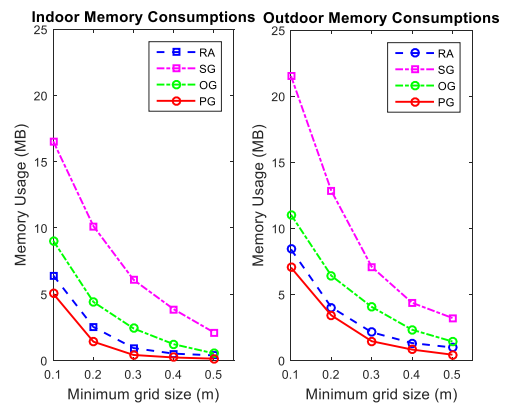 Indoor Memory Consumptions
Outdoor Memory Consumptions
25
20
15
10
5
0
Memory Usage (MB)
RA
SG
OG
PG
0.1 0.2 0.3 0.4 0.5
Minimum grid size (m)
25
20
15
10
5
0
Memory Usage (MB)
RA
SG
OG
PG
0.1 0.2 0.3 0.4 0.5
Minimum grid size (m)